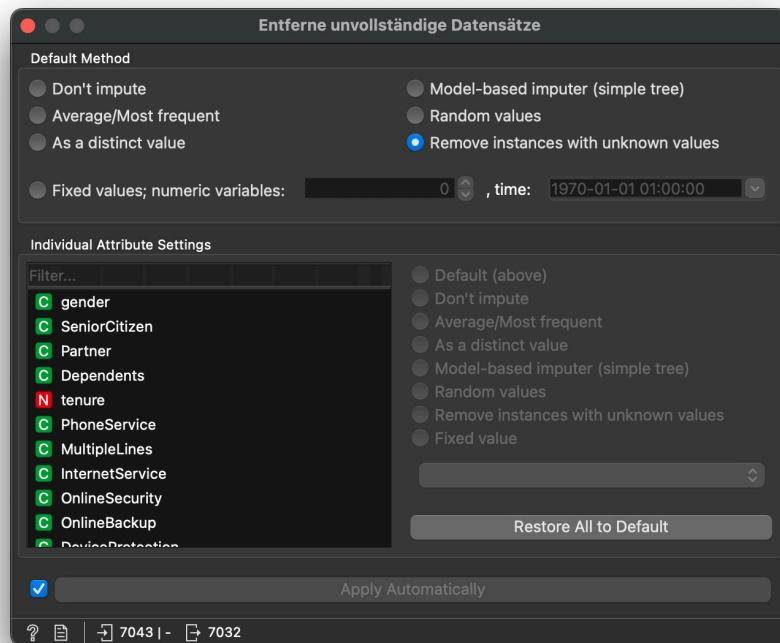 Entferne unvollständige Datensätze
Default Method
Don't impute
Model-based imputer (simple tree)
Average/Most frequent
Random values
As a distinct value
Remove instances with unknown values
Fixed values; numeric variables: 0 , time: 1970-01-01 01:00:00
Individual Attribute Settings
Filter...
C gender
C SeniorCitizen
C Partner
C Dependents
N tenure
C PhoneService
C MultipleLines
C InternetService
C OnlineSecurity
C OnlineBackup
C DeviceProtection
Default (above)
Don't impute
Average/Most frequent
As a distinct value
Model-based imputer (simple tree)
Random values
Remove instances with unknown values
Fixed value
Restore All to Default
Apply Automatically
? 7043 | - 7032